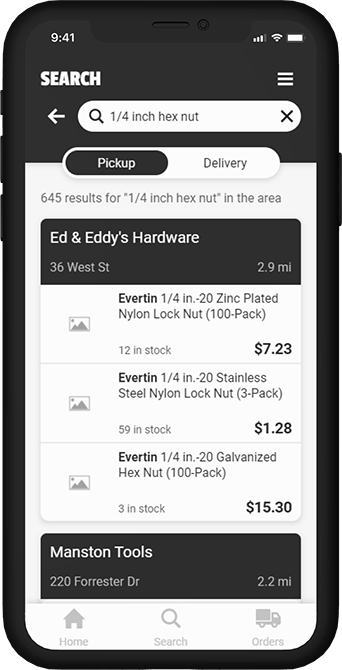 9:41
SEARCH
1/4 inch hex nut
Pickup Delivery
645 results for "1/4 inch hex nut" in the area
Ed & Eddy's Hardware
36 West St 2.9 mi
Evertin 1/4 in.-20 Zinc Plated
Nylon Lock Nut (100-Pack)
12 in stock $7.23
Evertin 1/4 in.-20 Stainless
Steel Nylon Lock Nut (3-Pack)
59 in stock $1.28
Evertin 1/4 in.-20 Galvanized
Hex Nut (100-Pack)
3 in stock $15.30
Manston Tools
220 Forrester Dr 2.2 mi
Home Search Orders